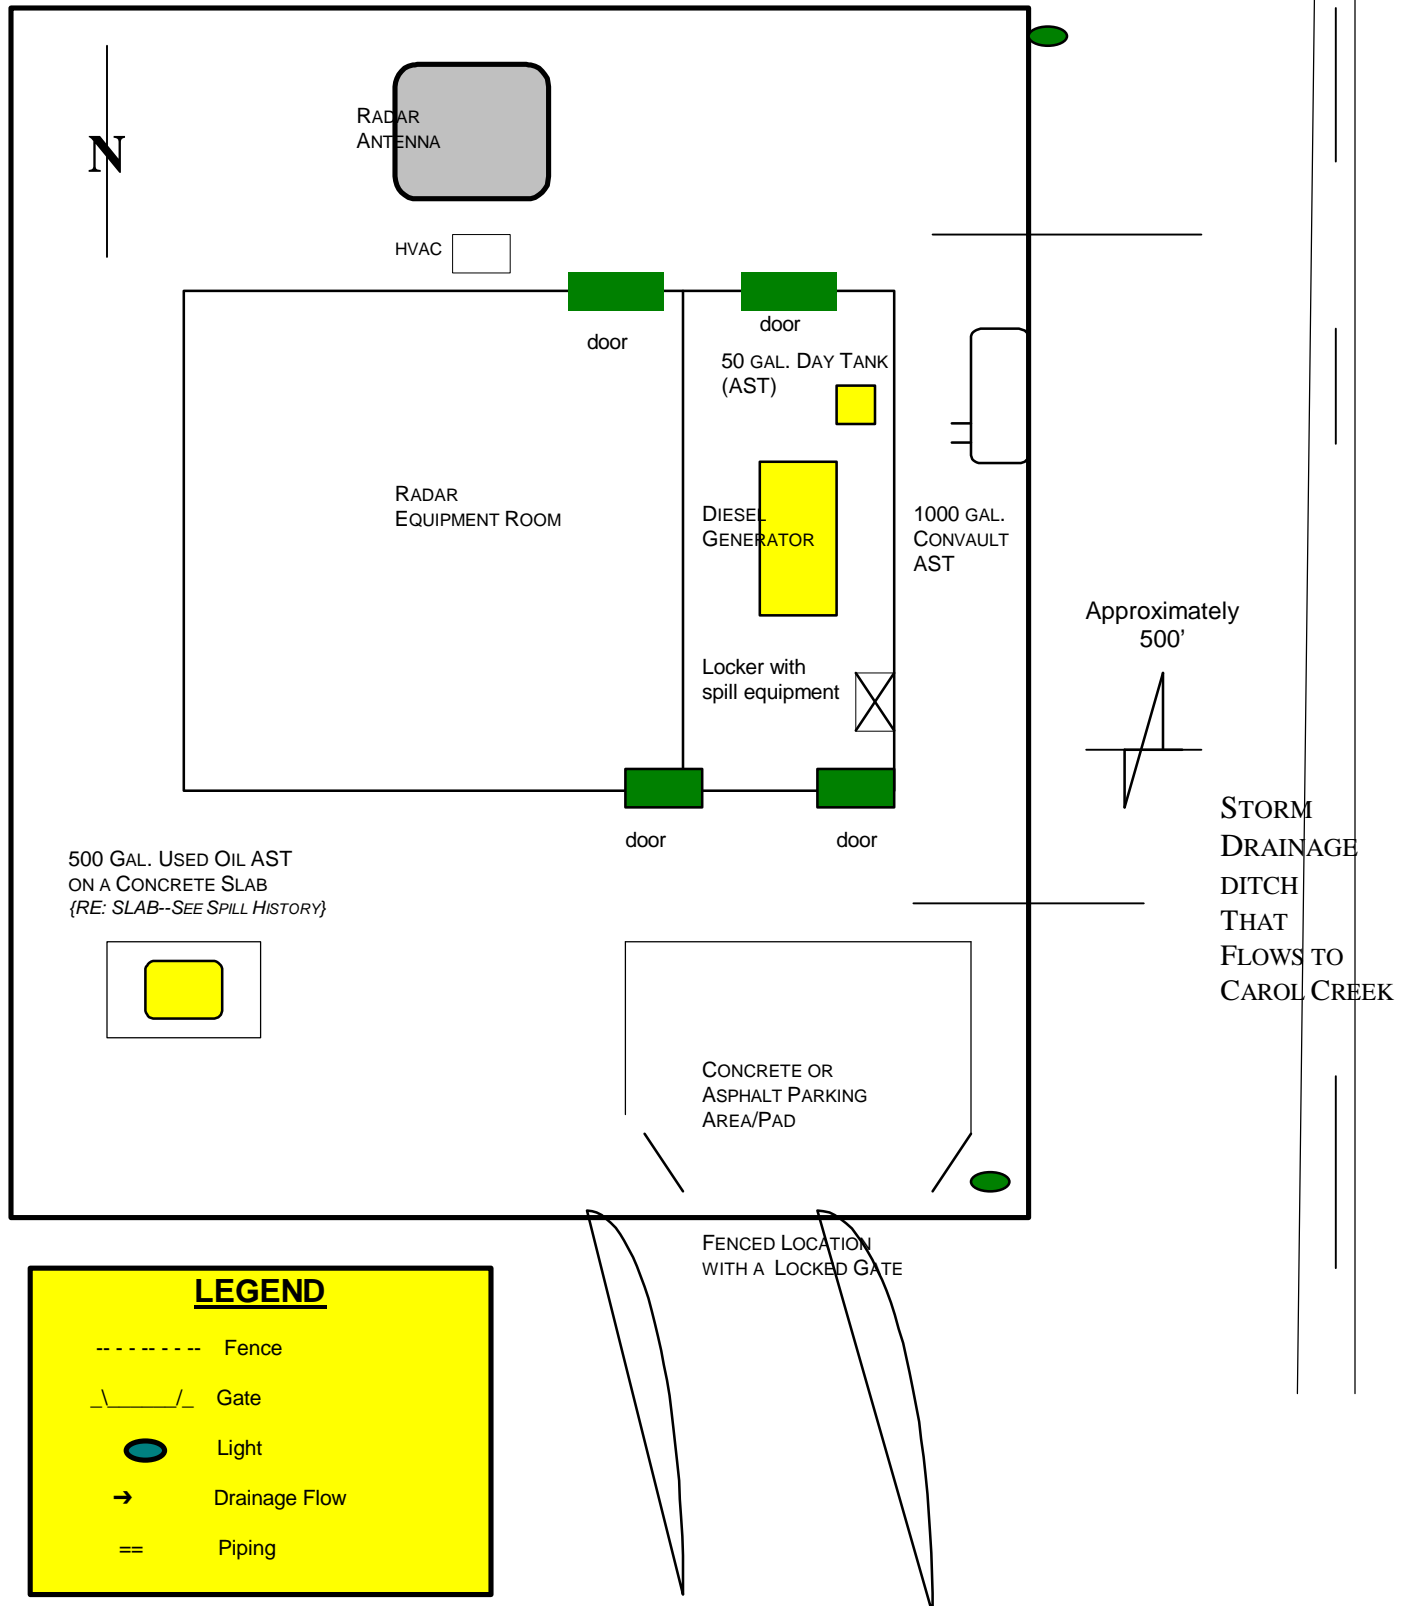 N
RADAR
ANTENNA
HVAC
door
door
50 GAL. DAY TANK
(AST)
RADAR
EQUIPMENT ROOM
DIESEL
GENERATOR
1000 GAL.
CONVAULT
AST
Approximately
500’
Locker with
spill equipment
door
door
STORM
DRAINAGE
DITCH
THAT
FLOWS TO
CAROL CREEK
500 GAL. USED OIL AST
ON A CONCRETE SLAB
{RE: SLAB--SEE SPILL HISTORY}
CONCRETE OR
ASPHALT PARKING
AREA/PAD
FENCED LOCATION
WITH A LOCKED GATE
LEGEND
-- - - -- - - -- Fence
_\______/_ Gate
Light
➔ Drainage Flow
== Piping